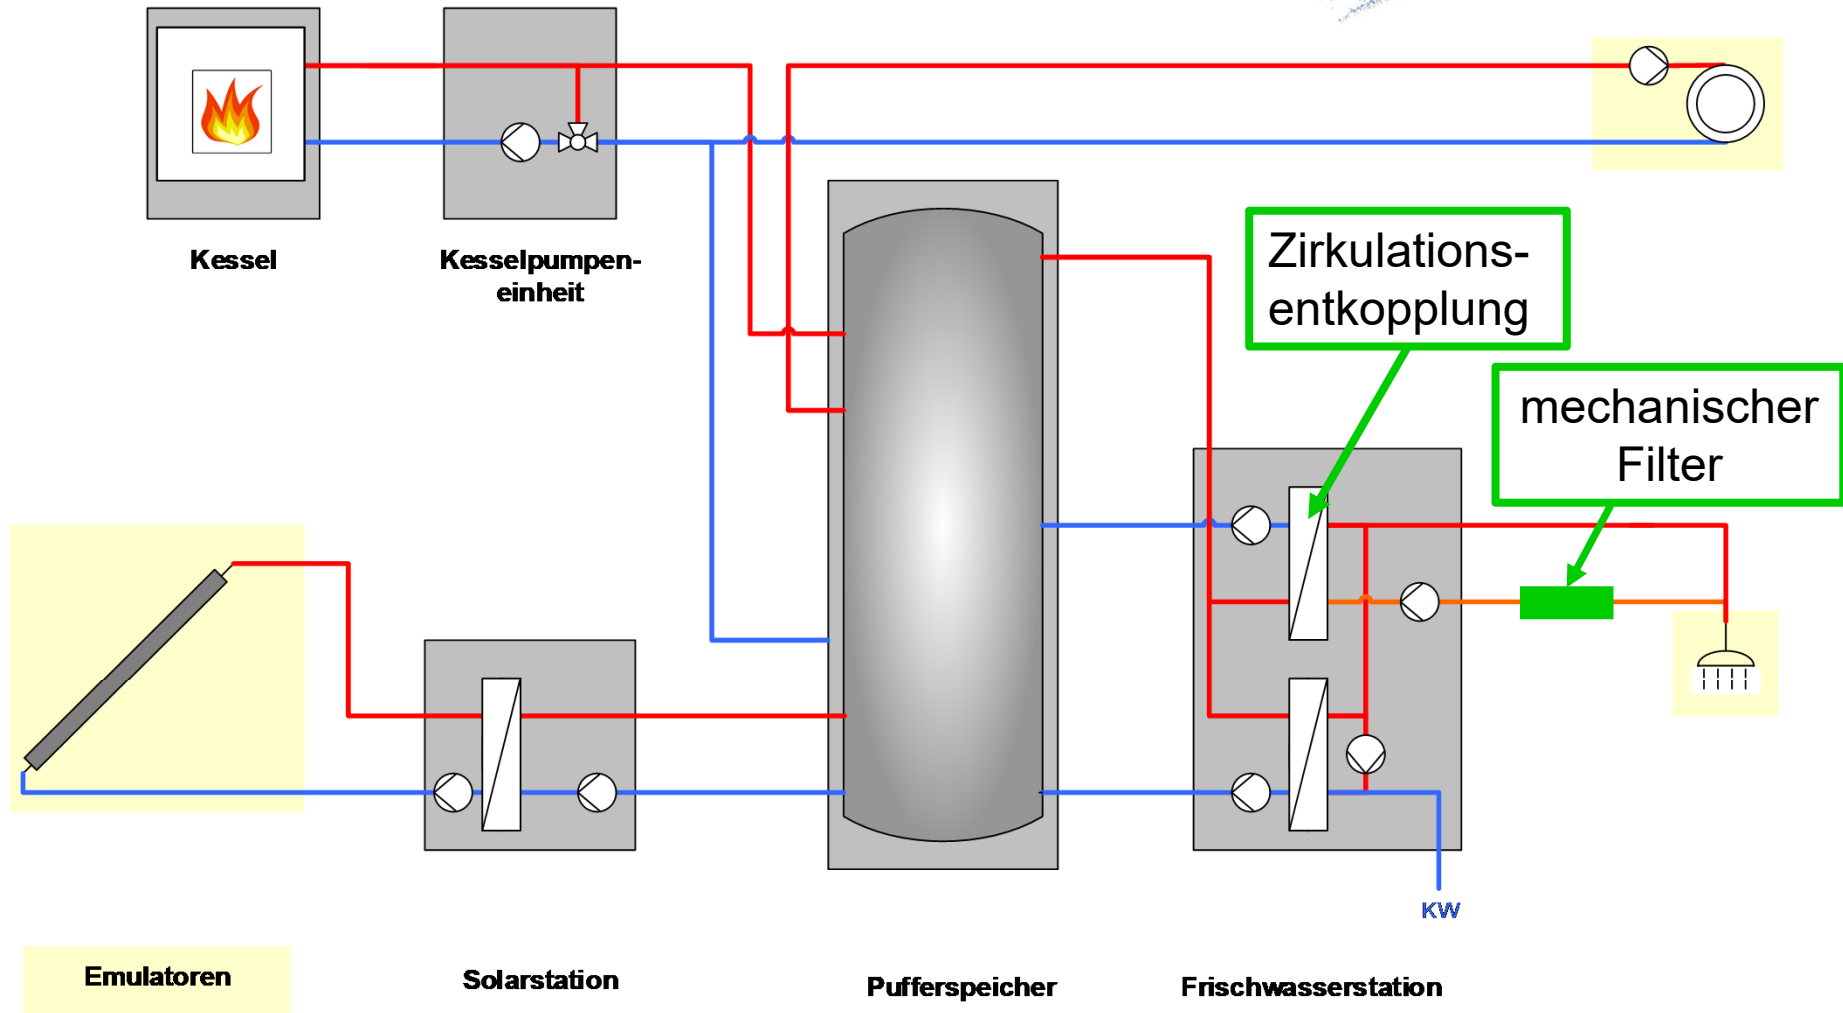 Kessel
Kesselpumpen-
einheit
Zirkulations-
entkopplung
mechanischer
Filter
KW
Emulatoren
Solarstation
Pufferspeicher
Frischwasserstation